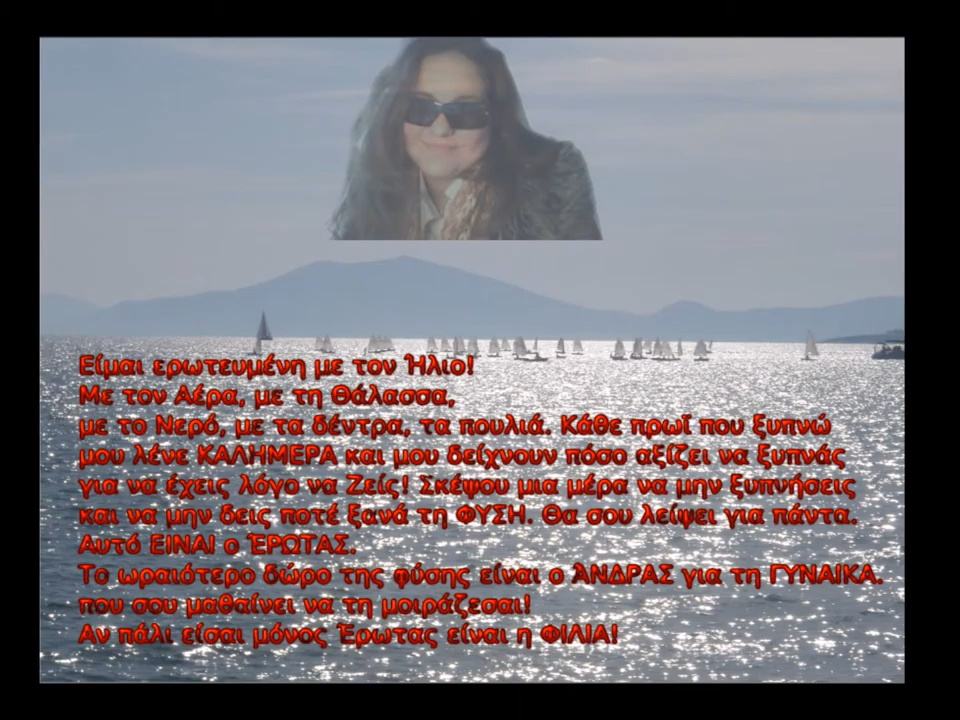 Είμαι ερωτευμένη με τον Ήλιο!
Με τον Αέρα, με τη Θάλασσα,
με το Νερό, με τα δέντρα, τα πουλιά. Κάθε πρωΐ που ξυπνώ
μου λένε ΚΑΛΗΜΕΡΑ και μου δείχνουν πόσο αξίζει να ξυπνάς
για να έχεις λόγο να Ζείς! Σκέψου μια μέρα να μην ξυπνήσεις
και να μην δεις ποτέ ξανά τη ΦΥΣΗ. Θα σου λείψει για πάντα.
Αυτό ΕΙΝΑΙ ο ΈΡΩΤΑΣ.
Το ωραιότερο δώρο της φύσης είναι ο ΆΝΔΡΑΣ για τη ΓΥΝΑΙΚΑ.
που σου μαθαίνει να τη μοιράζεσαι!
Αν πάλι είσαι μόνος Έρωτας είναι η ΦΙΛΙΑ!